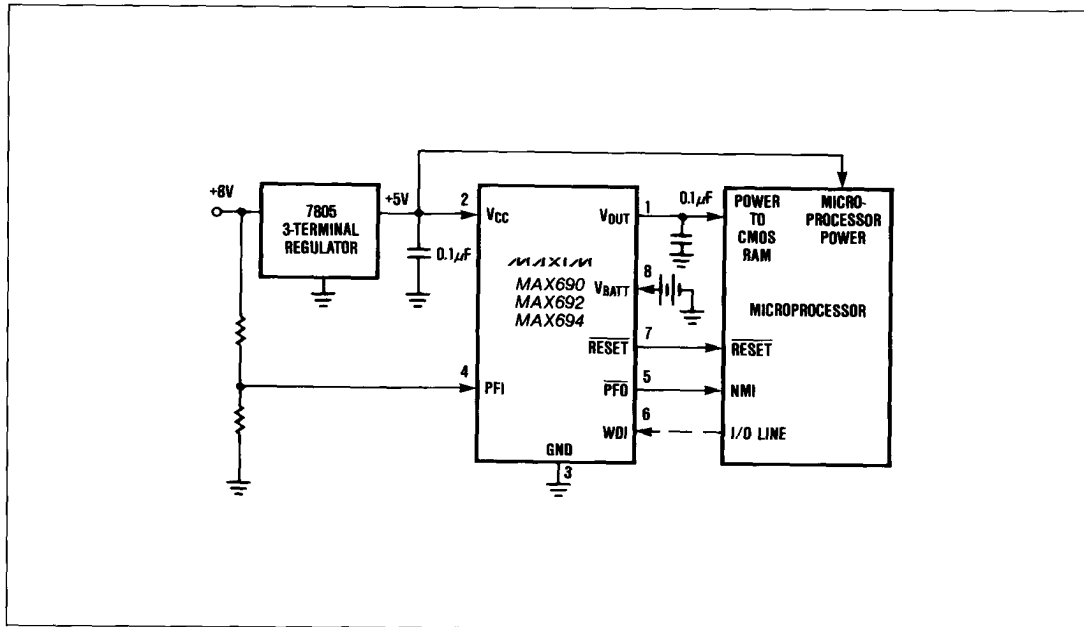 +8V
7805
3-TERMINAL
REGULATOR
+5V
0.1µF
2
VCC
4
PFI
MAXIM
MAX690
MAX692
MAX694
GND
3
VOUT
1
0.1µF
8
VBATT
7
RESET
5
PFO
6
WDI
POWER
TO
CMOS
RAM
MICRO-
PROCESSOR
POWER
MICROPROCESSOR
RESET
NMI
I/O LINE